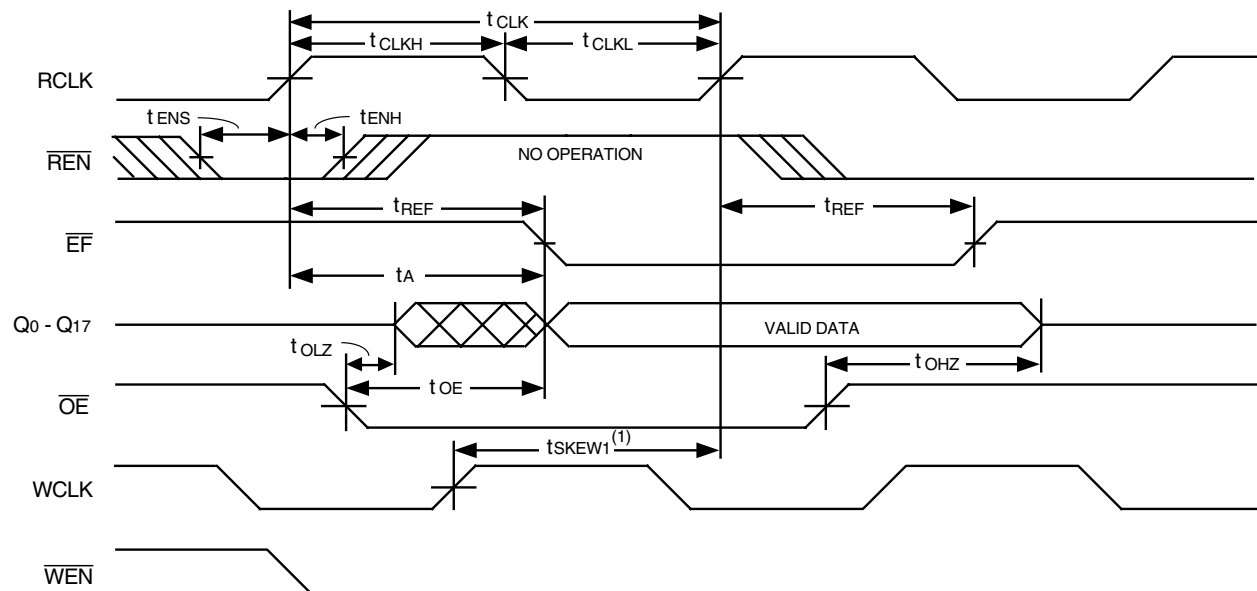 tCLK
tCLKH
tCLKL
RCLK
tENS
tENH
REN
NO OPERATION
tREF
tREF
EF
tA
Q0 - Q17
VALID DATA
tOLZ
tOHZ
tOE
OE
tSKEW1(1)
WCLK
WEN